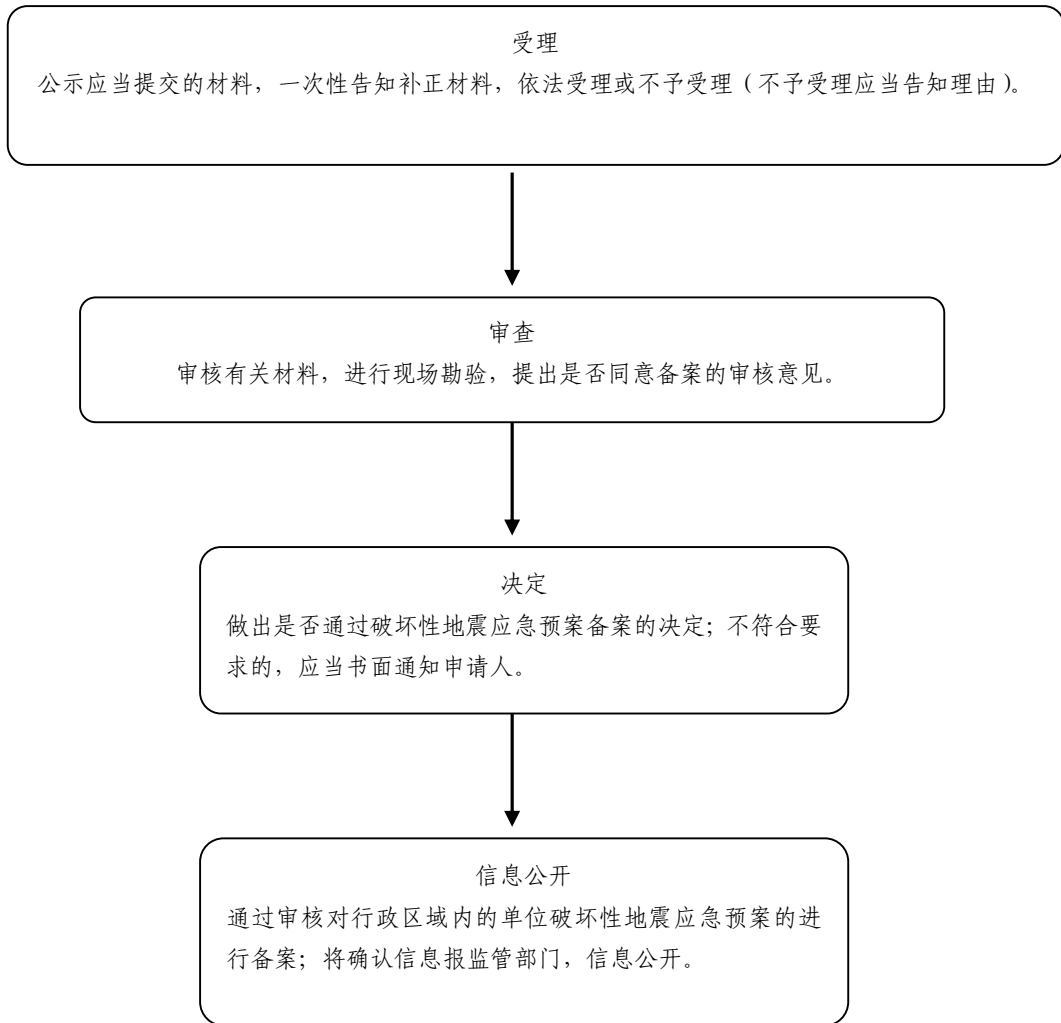 受理
公示应当提交的材料，一次性告知补正材料，依法受理或不予受理（不予受理应当告知理由）。
审查
审核有关材料，进行现场勘验，提出是否同意备案的审核意见。
决定
做出是否通过破坏性地震应急预案备案的决定；不符合要
求的，应当书面通知申请人。
信息公开
通过审核对行政区域内的单位破坏性地震应急预案的进
行备案；将确认信息报监管部门，信息公开。